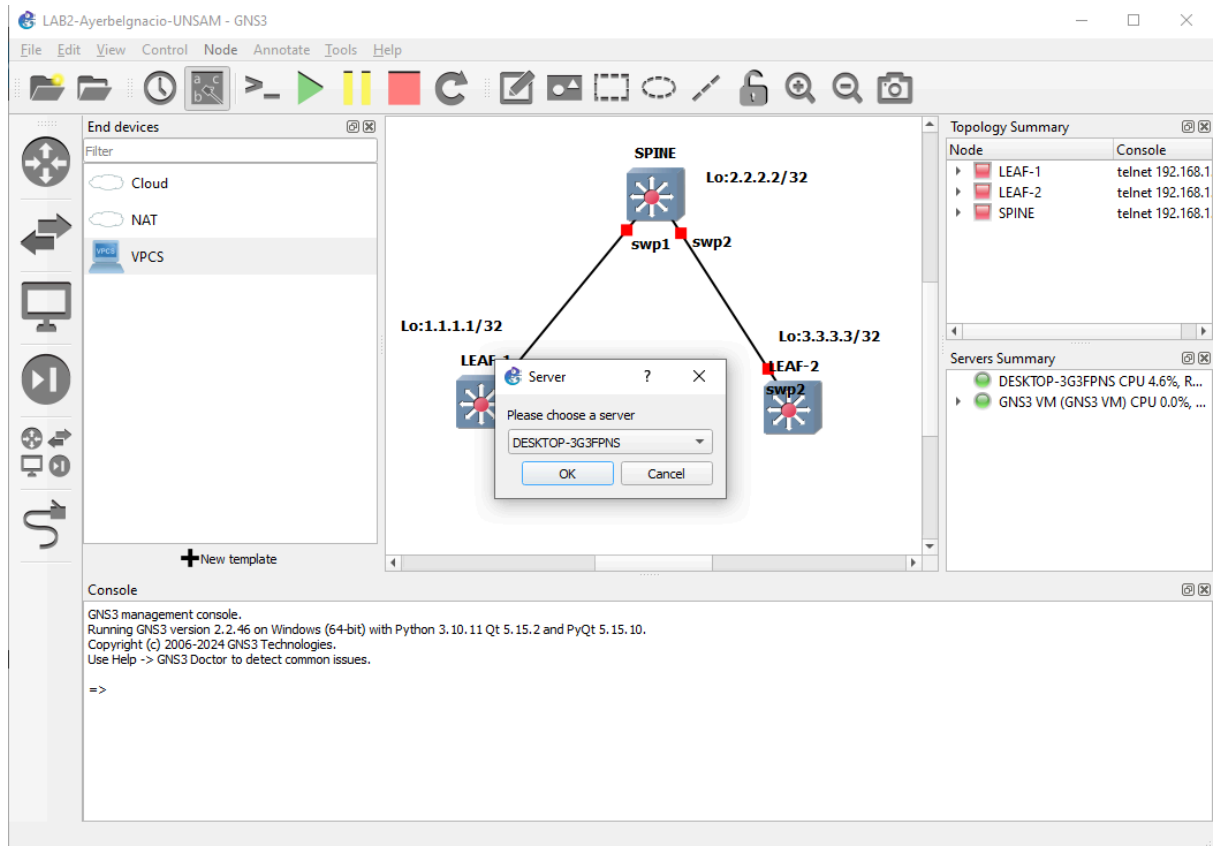 LAB2-AyerbeIgnacio-UNSAM - GNS3
File Edit View Control Node Annotate Tools Help
End devices
Filter
Cloud
NAT
VPCS
VPCS
New template
SPINE
Lo:2.2.2.2/32
swp1
swp2
Lo:1.1.1.1/32
LEAF-1
Lo:3.3.3.3/32
LEAF-2
swp2
Server
?
Please choose a server
DESKTOP-3G3FPNS
OK Cancel
Topology Summary
Node Console
LEAF-1 telnet 192.168.1
LEAF-2 telnet 192.168.1
SPINE telnet 192.168.1
Servers Summary
DESKTOP-3G3FPNS CPU 4.6%, R...
GNS3 VM (GNS3 VM) CPU 0.0%, ...
Console
GNS3 management console.
Running GNS3 version 2.2.46 on Windows (64-bit) with Python 3.10.11 Qt 5.15.2 and PyQt 5.15.10.
Copyright (c) 2006-2024 GNS3 Technologies.
Use Help -> GNS3 Doctor to detect common issues.
=>